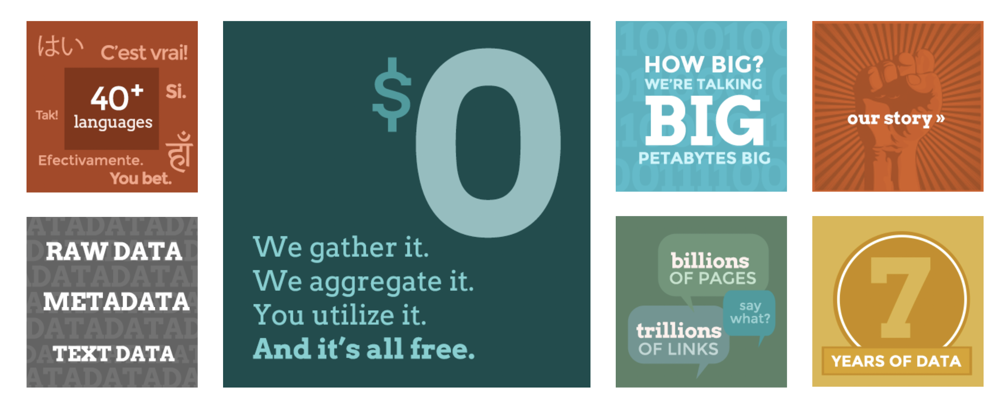 はい
C'est vrai!
40+
languages
Si.
Tak!
हाँ
Efectivamente.
You bet.
RAW DATA
METADATA
TEXT DATA
$0
We gather it.
We aggregate it.
You utilize it.
And it's all free.
HOW BIG?
WE'RE TALKING
BIG
PETABYTES BIG
our story »
billions
OF PAGES
say
what?
trillions
OF LINKS
7
YEARS OF DATA